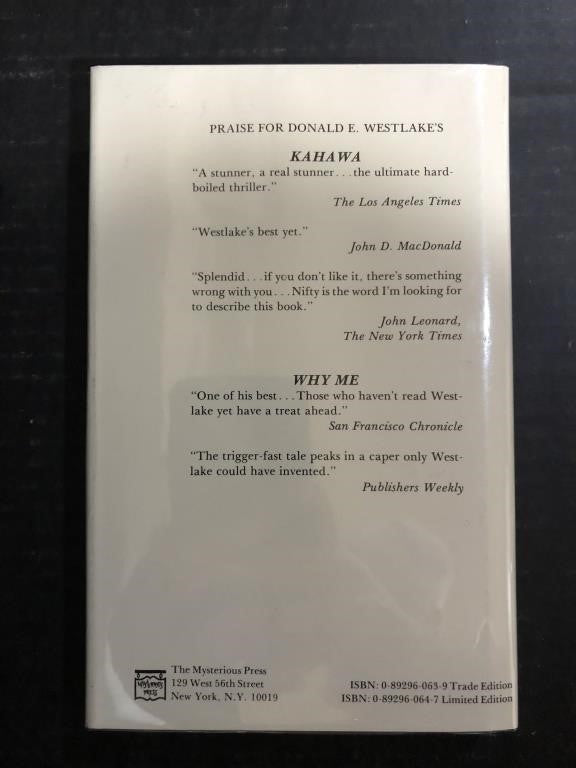 PRAISE FOR DONALD E. WESTLAKE'S
KAHAWA
"A stunner, a real stunner...the ultimate hard-
boiled thriller."
The Los Angeles Times
"Westlake's best yet."
John D. MacDonald
"Splendid...if you don't like it, there's something
wrong with you...Nifty is the word I'm looking for
to describe this book."
John Leonard,
The New York Times
WHY ME
"One of his best...Those who haven't read West-
lake yet have a treat ahead."
San Francisco Chronicle
"The trigger-fast tale peaks in a caper only West-
lake could have invented."
Publishers Weekly
MYSTERIOUS
PRESS
The Mysterious Press
129 West 56th Street
New York, N.Y. 10019
ISBN: 0-89296-063-9 Trade Edition
ISBN: 0-89296-064-7 Limited Edition